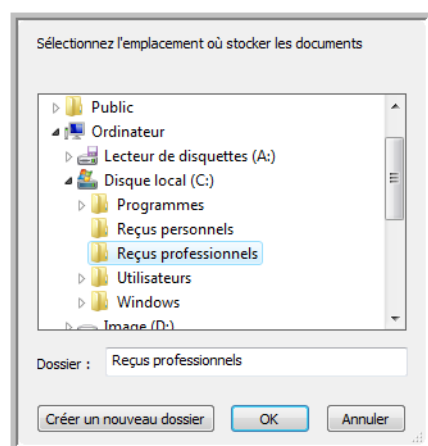 Sélectionnez l'emplacement où stocker les documents
Public
Ordinateur
Lecteur de disquettes (A:)
Disque local (C:)
Programmes
Reçus personnels
Reçus professionnels
Utilisateurs
Windows
Image (D:)
Dossier : Reçus professionnels
Créer un nouveau dossier OK Annuler